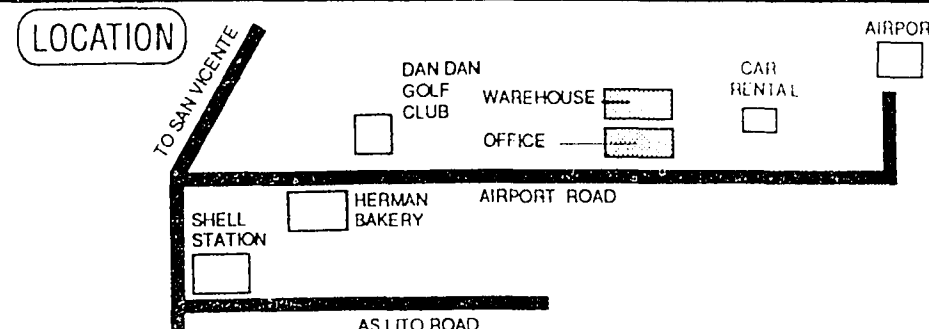 LOCATION
TO SAN VICENTE
DAN DAN
GOLF
CLUB
WAREHOUSE
OFFICE
CAR
RENTAL
AIRPOR
AIRPORT ROAD
HERMAN
BAKERY
SHELL
STATION
AS LITO ROAD